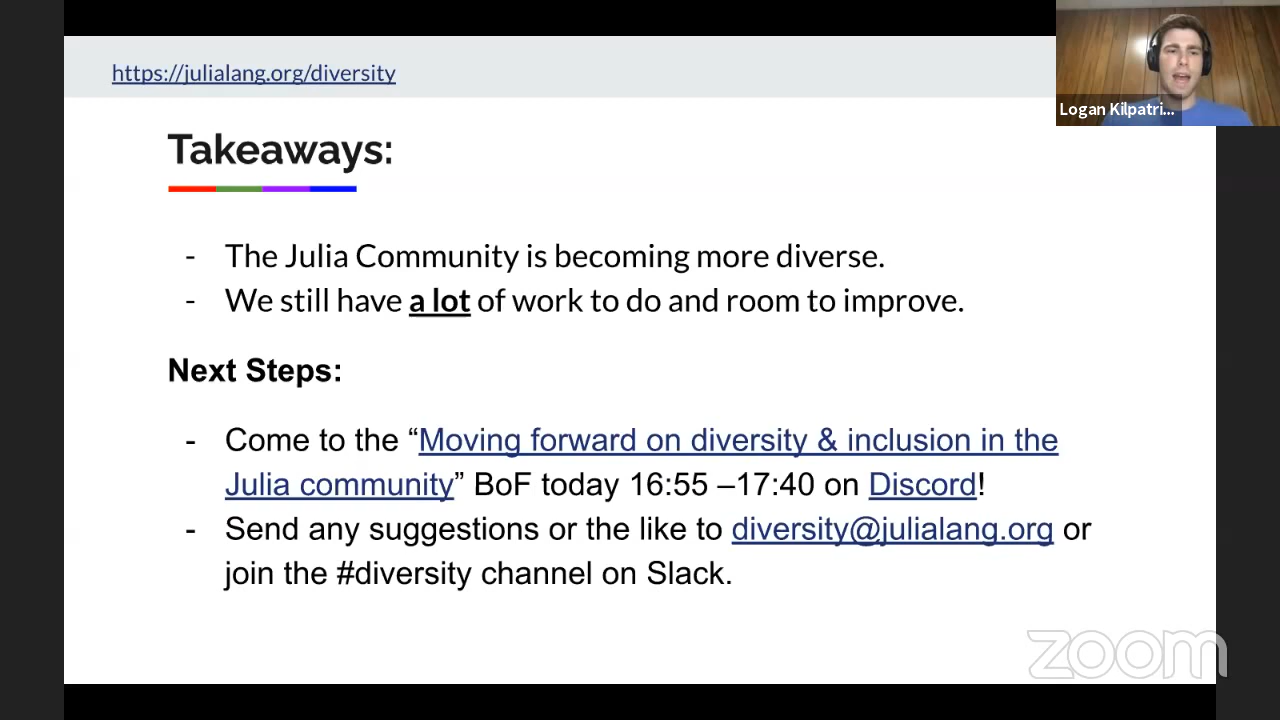 https://julialang.org/diversity
Logan Kilpatri...
Takeaways:
- The Julia Community is becoming more diverse.
- We still have a lot of work to do and room to improve.
Next Steps:
- Come to the “Moving forward on diversity & inclusion in the
Julia community” BoF today 16:55 –17:40 on Discord!
- Send any suggestions or the like to diversity@julialang.org or
join the #diversity channel on Slack.
zoom